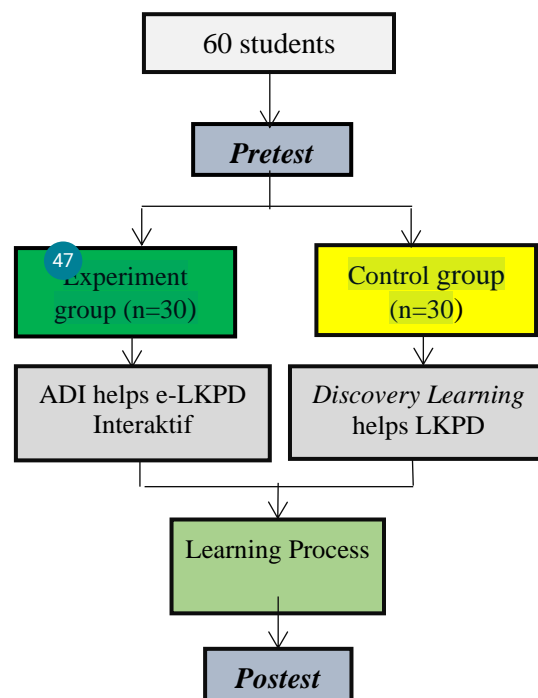 60 students
Pretest
47
Experiment
group (n=30)
Control group
(n=30)
ADI helps e-LKPD
Interaktif
Discovery Learning
helps LKPD
Learning Process
Postest